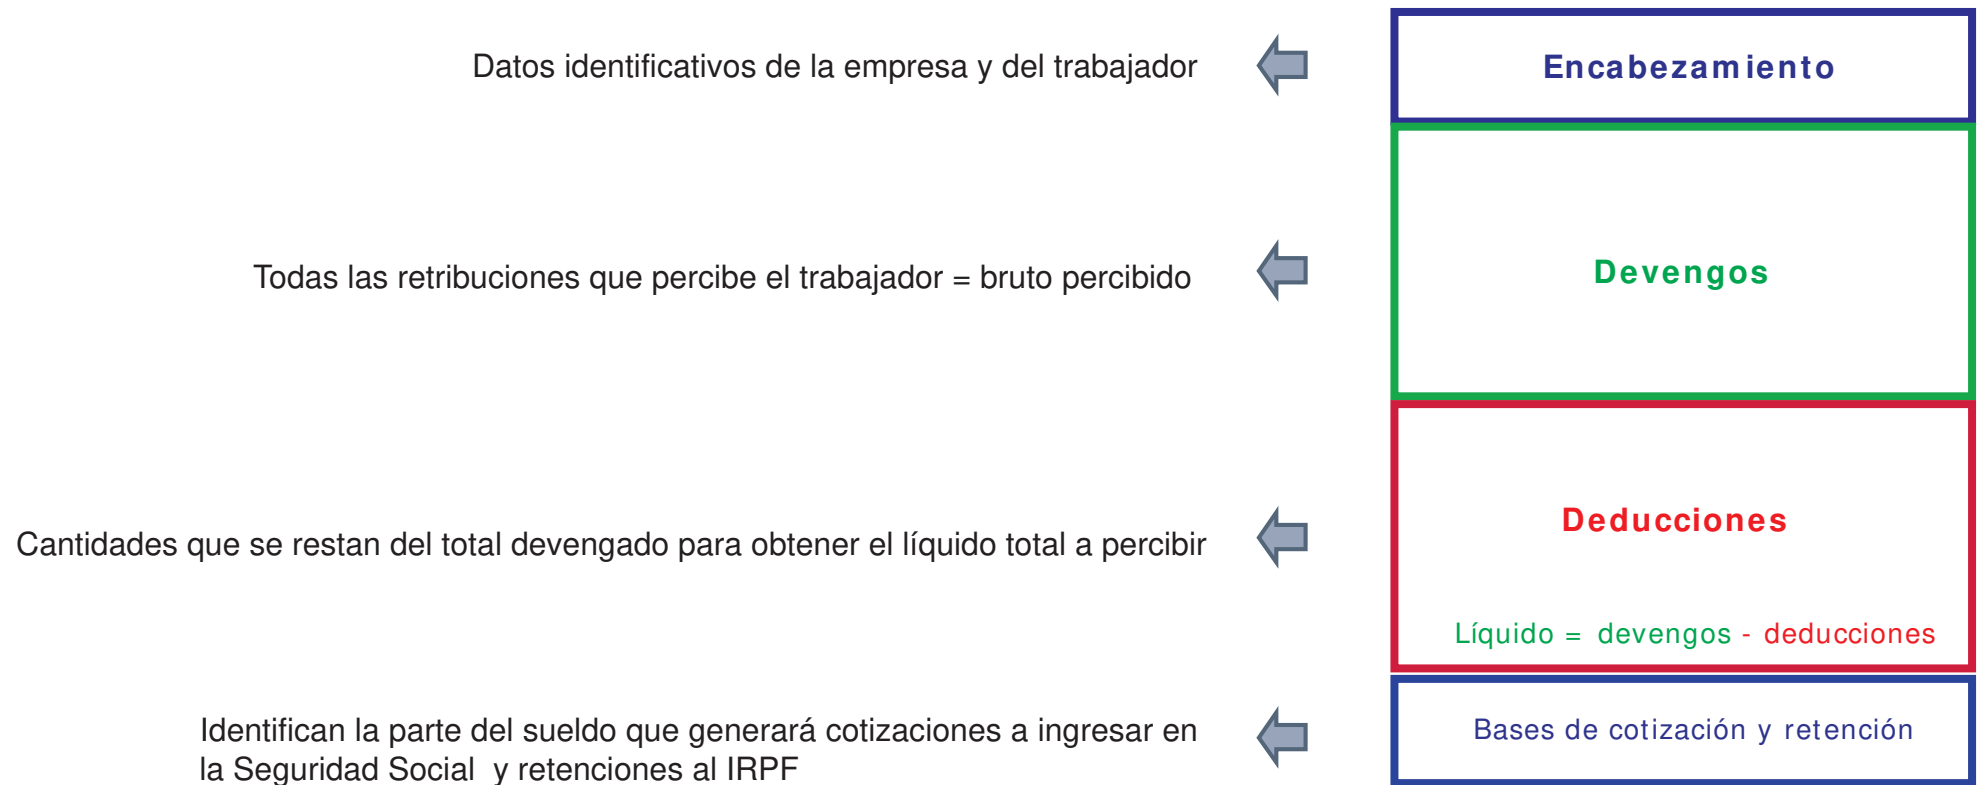 Datos identificativos de la empresa y del trabajador
Encabezamiento
Todas las retribuciones que percibe el trabajador = bruto percibido
Devengos
Cantidades que se restan del total devengado para obtener el líquido total a percibir
Deducciones
Líquido = devengos - deducciones
Identifican la parte del sueldo que generará cotizaciones a ingresar en
la Seguridad Social y retenciones al IRPF
Bases de cotización y retención